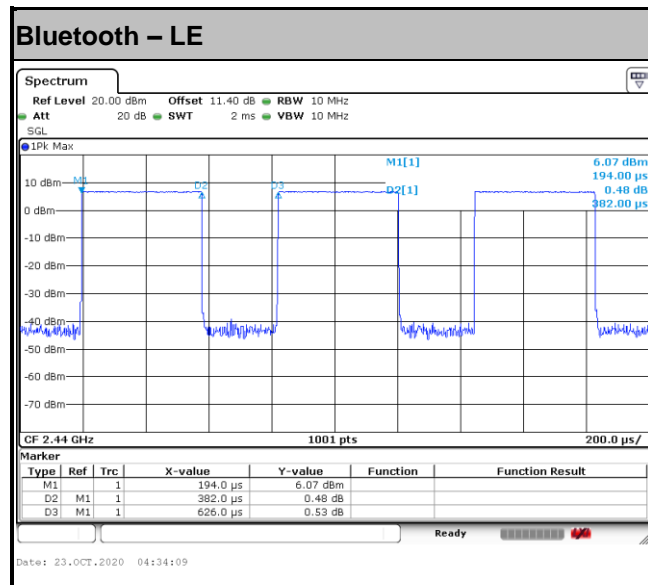 Bluetooth – LE
Spectrum
Ref Level 20.00 dBm Offset 11.40 dB RBW 10 MHz
Att 20 dB SWT 2 ms VBW 10 MHz
SGL
1Pk Max
M1[1] 6.07 dBm
194.00 µs
D2[1] 0.48 dB
382.00 µs
10 dBm
M1 D2 D3
0 dBm
-10 dBm
-20 dBm
-30 dBm
-40 dBm
-50 dBm
-60 dBm
-70 dBm
CF 2.44 GHz 1001 pts 200.0 µs/
Marker
Type Ref Trc X-value Y-value Function Function Result
M1 1 194.0 µs 6.07 dBm
D2 M1 1 382.0 µs 0.48 dB
D3 M1 1 626.0 µs 0.53 dB
Ready
Date: 23.OCT.2020 04:34:09